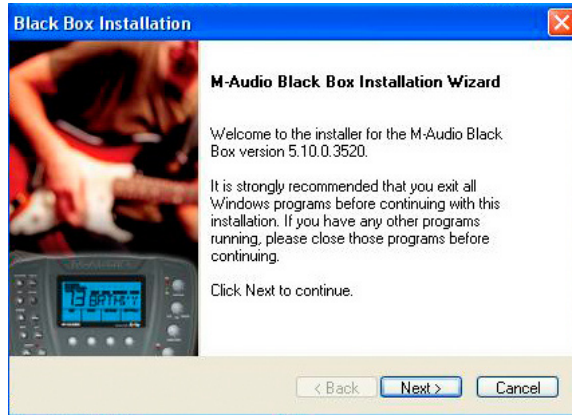 Black Box Installation
M-Audio Black Box Installation Wizard
Welcome to the installer for the M-Audio Black
Box version 5.10.0.3520.
It is strongly recommended that you exit all
Windows programs before continuing with this
installation. If you have any other programs
running, please close those programs before
continuing.
Click Next to continue.
73 BRTHSY
< Back Next > Cancel